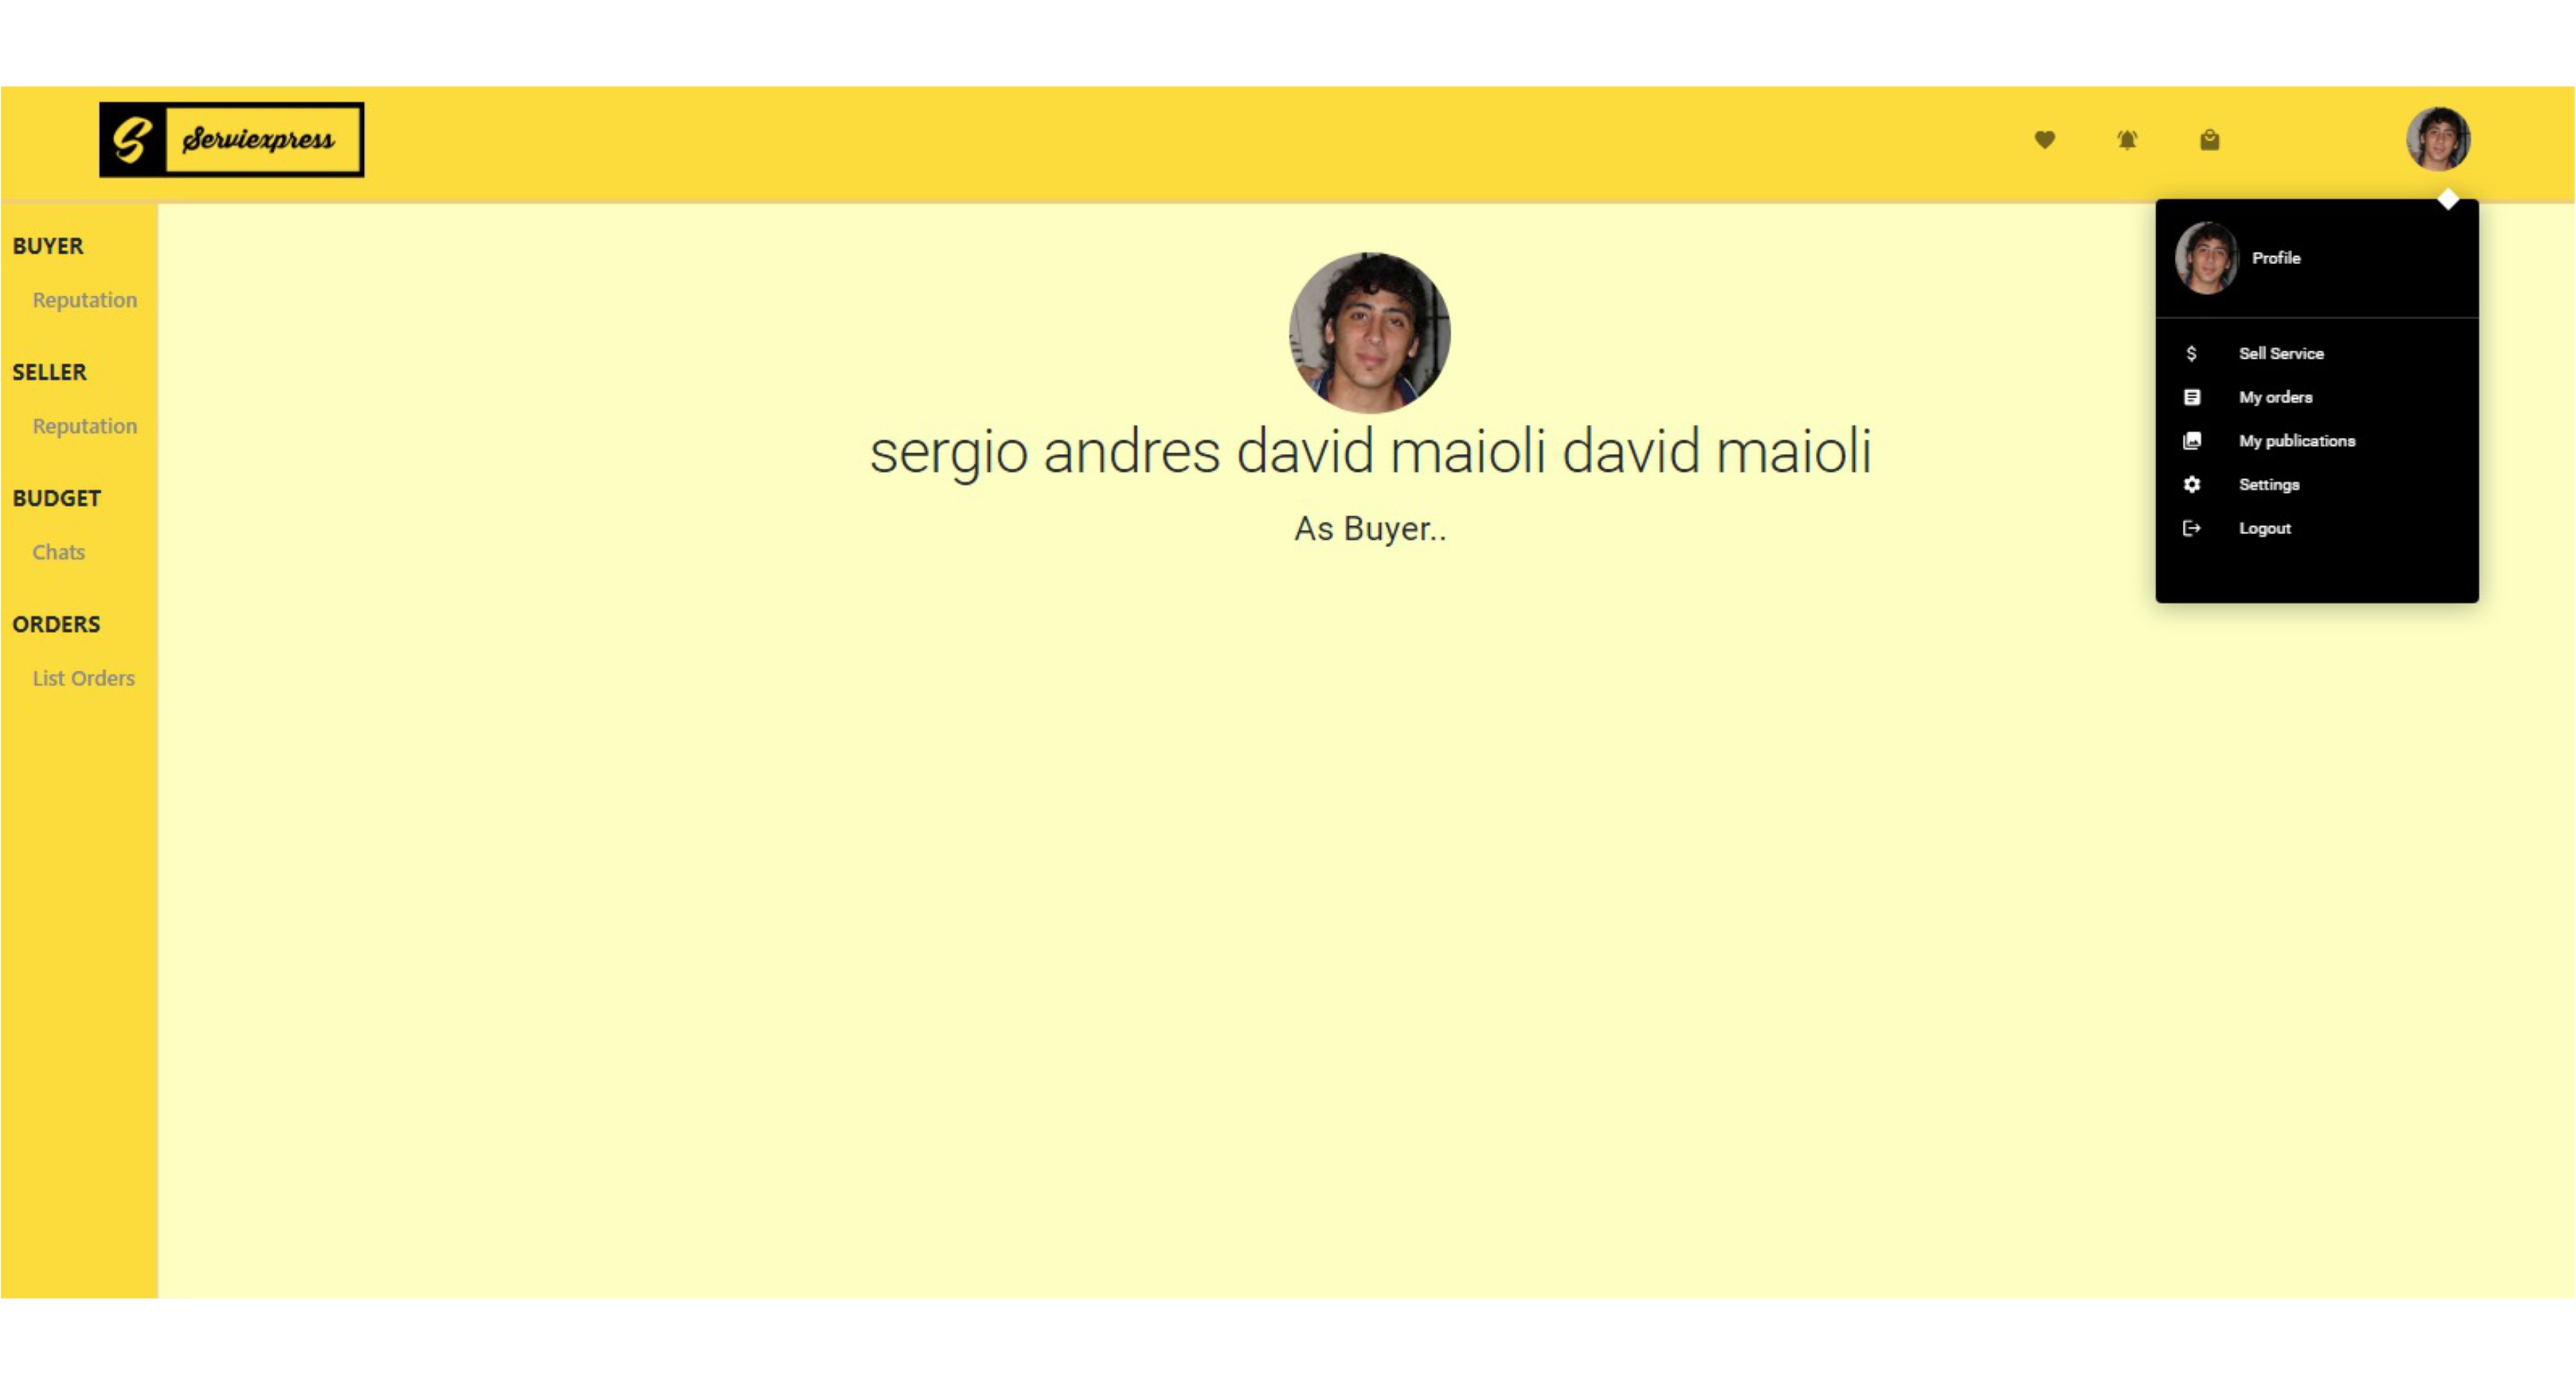 S Serviexpress
BUYER
Reputation
SELLER
Reputation
BUDGET
Chats
ORDERS
List Orders
sergio andres david maioli david maioli
As Buyer..
Profile
$ Sell Service
My orders
My publications
Settings
Logout